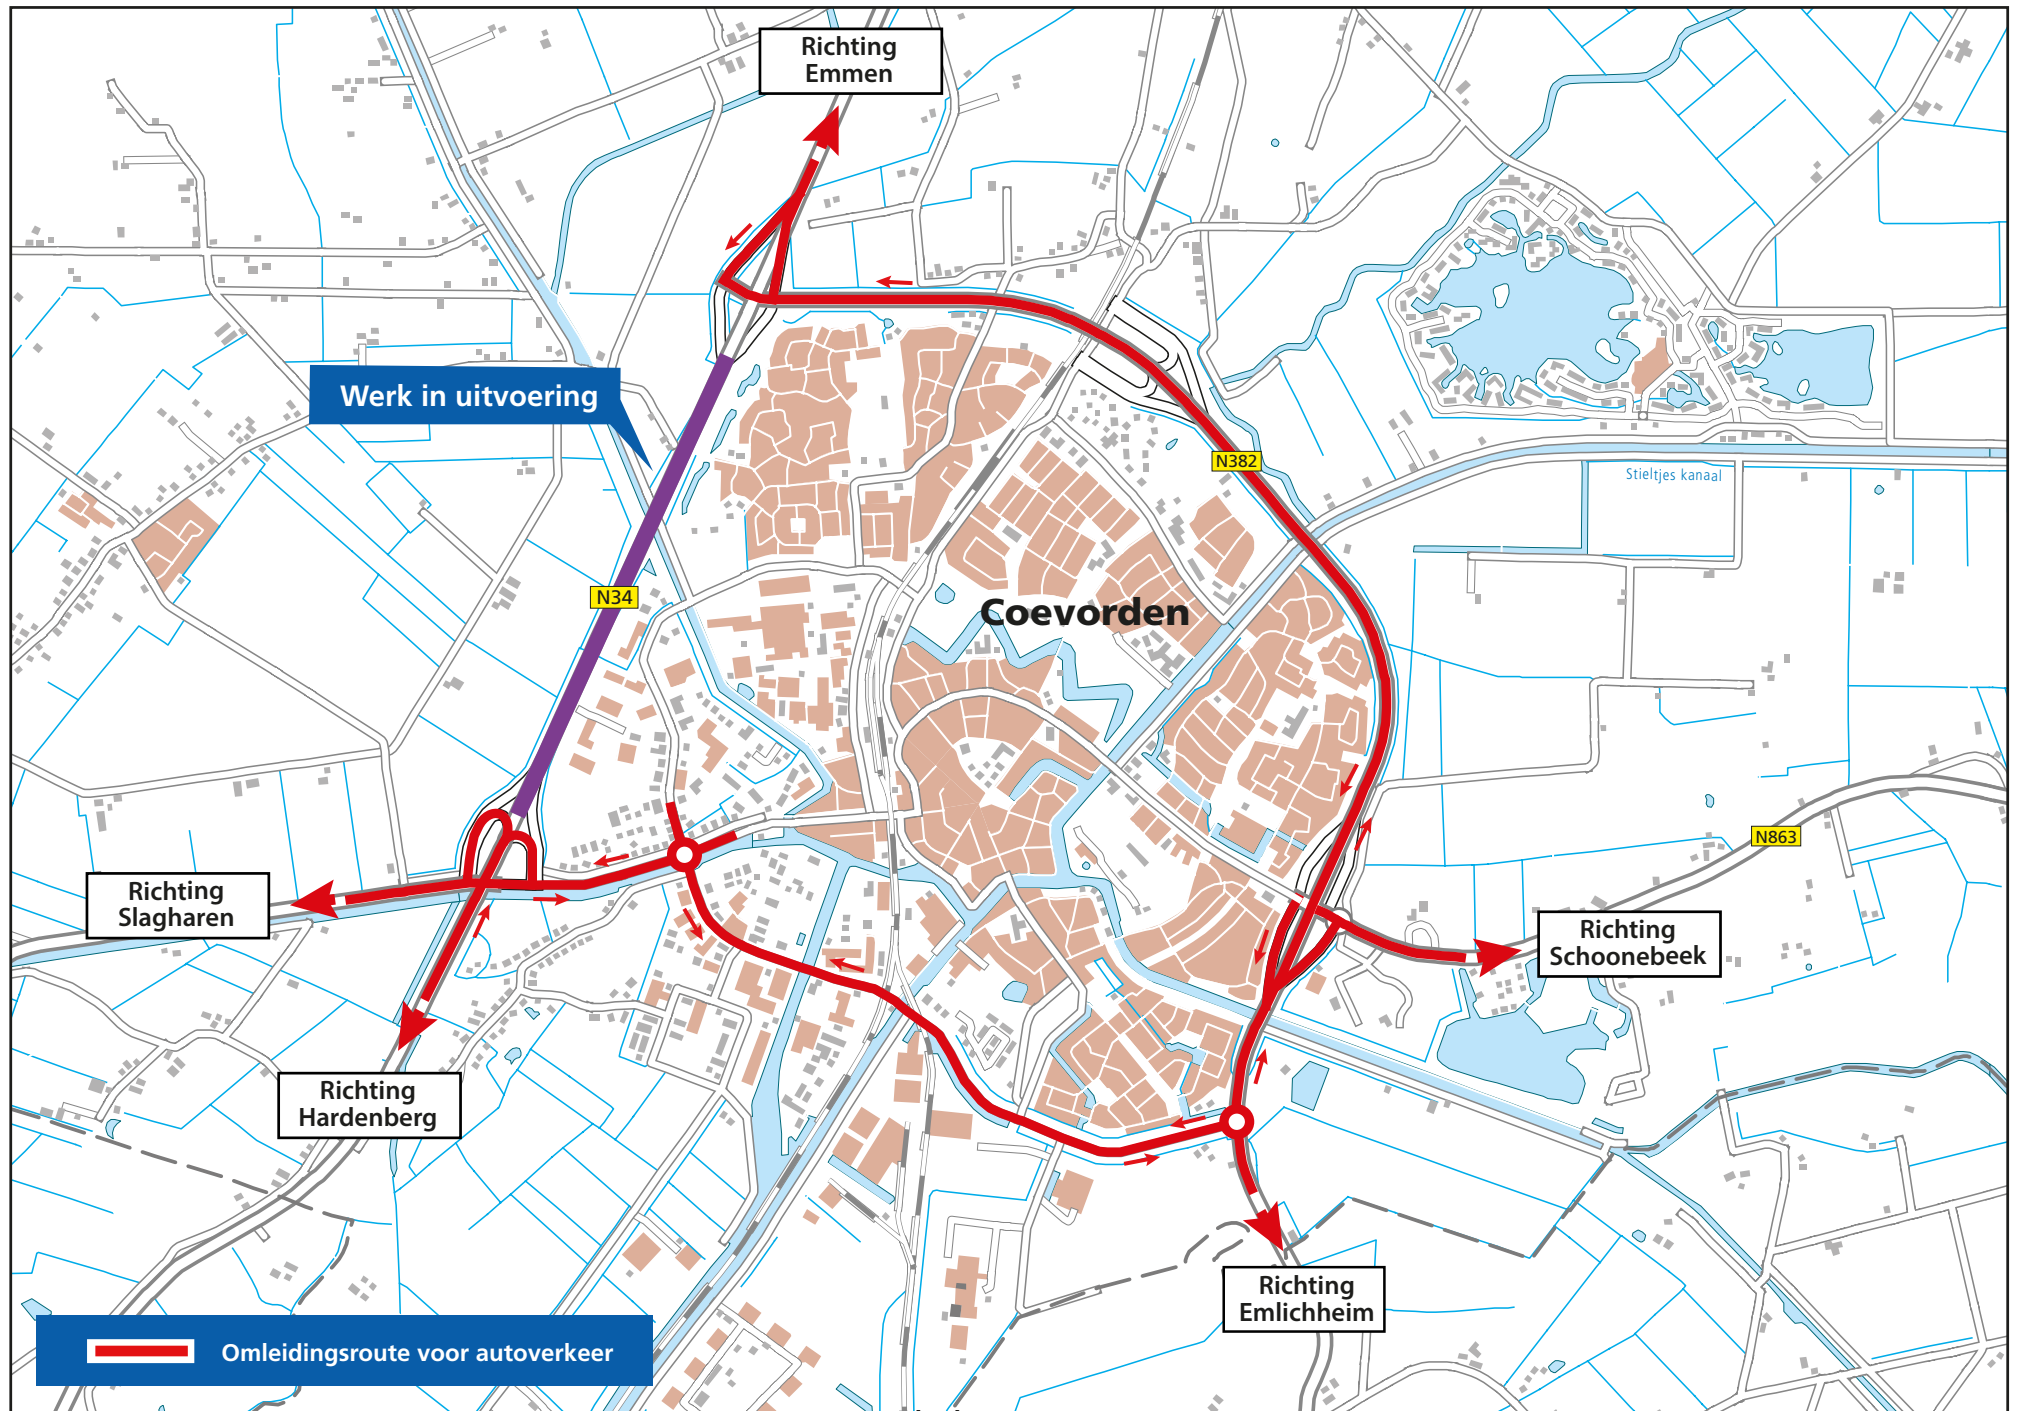 Richting
Emmen
Werk in uitvoering
N382
Stieltjes kanaal
N34
Coevorden
N863
Richting
Slagharen
Richting
Schoonebeek
Richting
Hardenberg
Richting
Emlichheim
Omleidingsroute voor autoverkeer